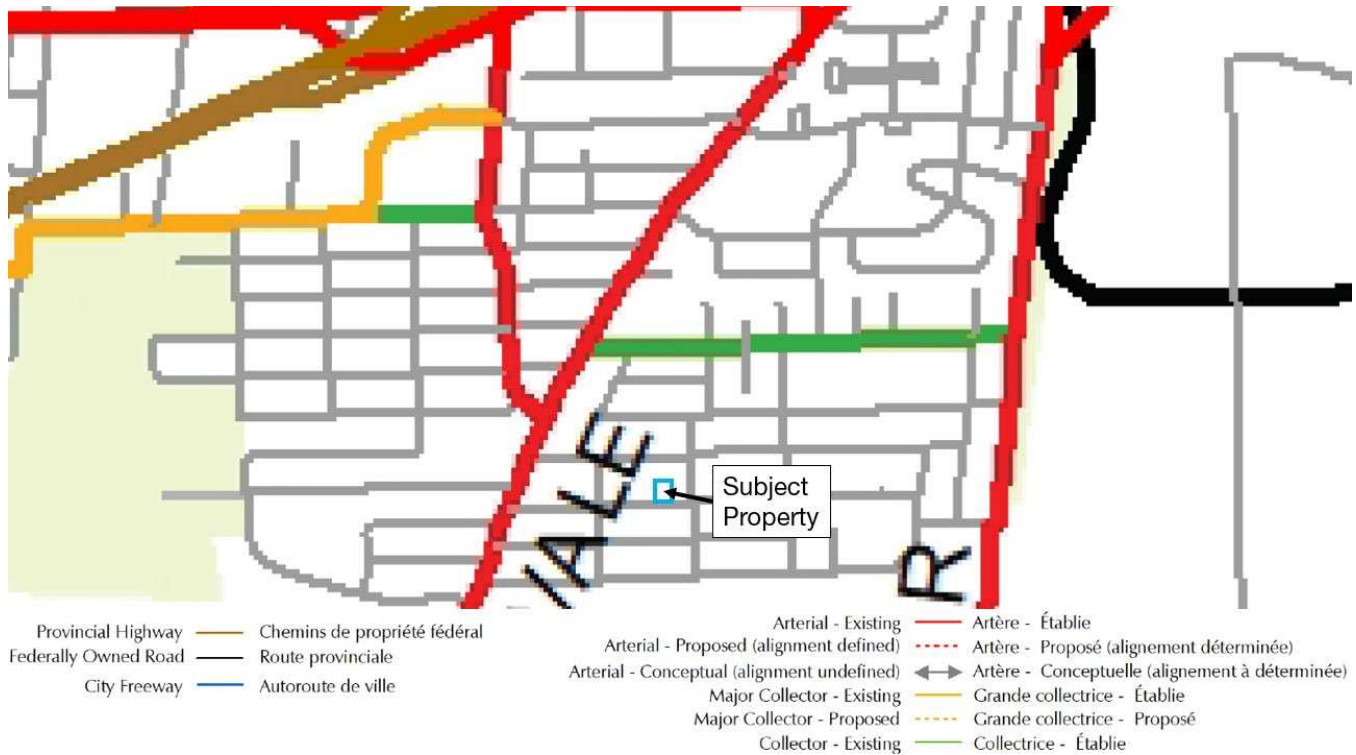 IVALE
R
Subject
Property
Provincial Highway Chemins de propriété fédéral
Federally Owned Road Route provinciale
City Freeway Autoroute de ville
Arterial - Existing Artère - Établie
Arterial - Proposed (alignment defined) Artère - Proposé (alignement déterminée)
Arterial - Conceptual (alignment undefined) Artère - Conceptuelle (alignement à déterminée)
Major Collector - Existing Grande collectrice - Établie
Major Collector - Proposed Grande collectrice - Proposé
Collector - Existing Collectrice - Établie